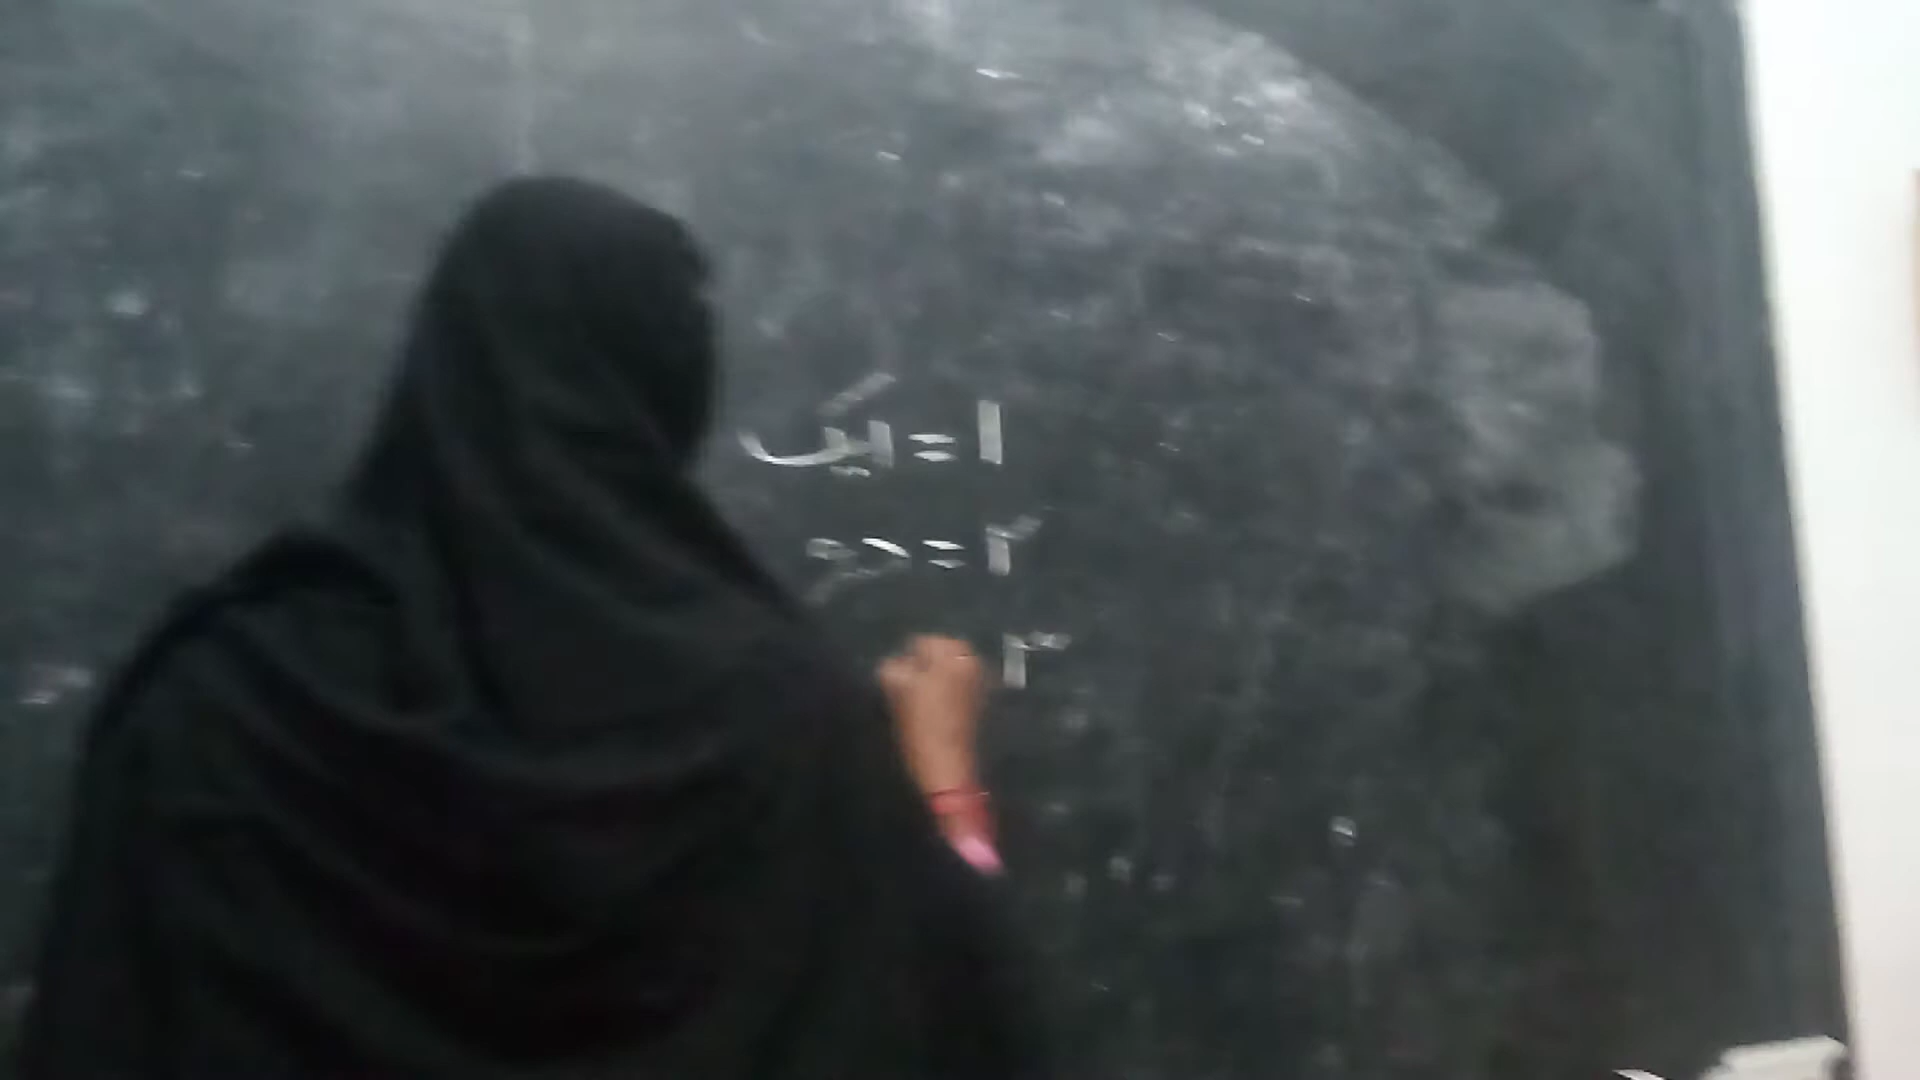 ۱ = ایک
۲ = دو
۳